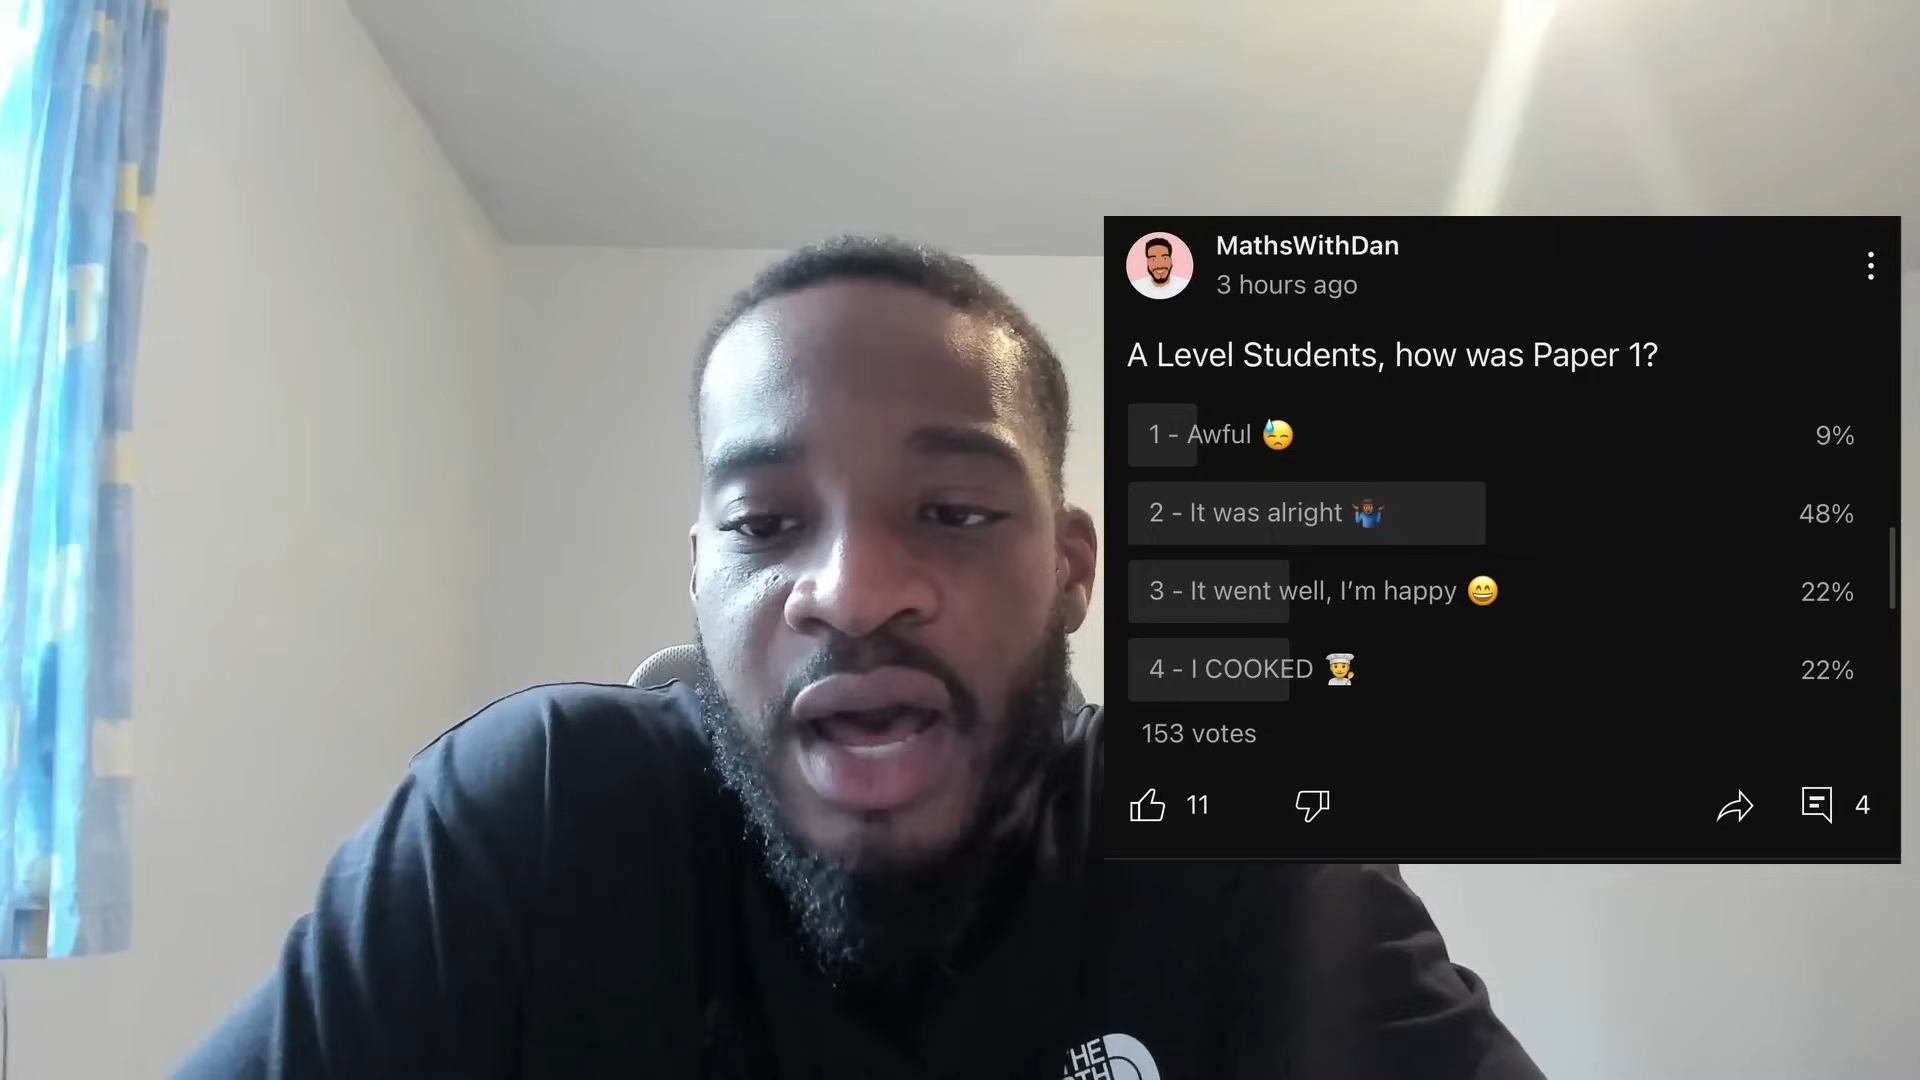 MathsWithDan
3 hours ago
A Level Students, how was Paper 1?
1 - Awful 😓 9%
2 - It was alright 🤷🏾‍♂️ 48%
3 - It went well, I'm happy 😄 22%
4 - I COOKED 👨‍🍳 22%
153 votes
11
4
THE